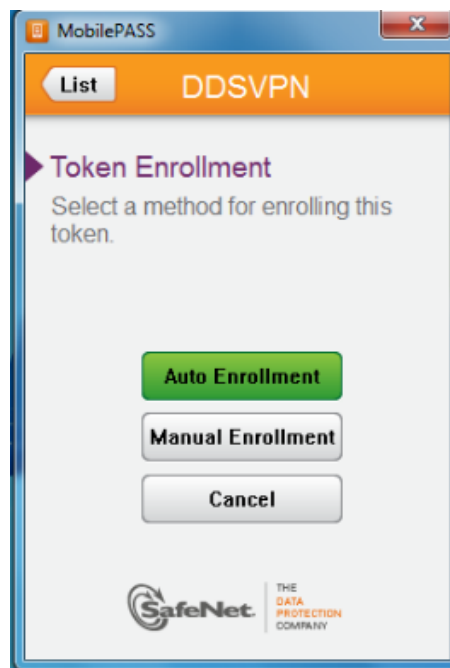 MobilePASS
List
DDSVPN
Token Enrollment
Select a method for enrolling this
token.
Auto Enrollment
Manual Enrollment
Cancel
SafeNet.
THE
DATA
PROTECTION
COMPANY